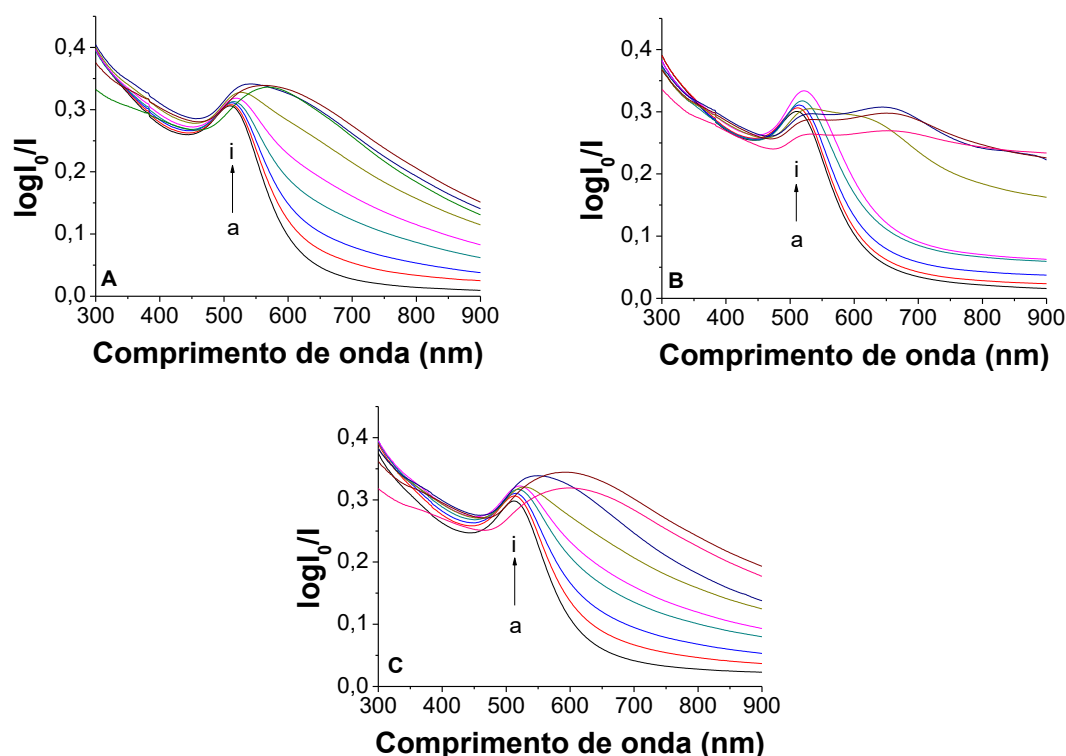 0,4
0,3
0,2
0,1
0,0
logI0/I
i
a
A
300 400 500 600 700 800 900
Comprimento de onda (nm)
0,4
0,3
0,2
0,1
0,0
logI0/I
i
a
B
300 400 500 600 700 800 900
Comprimento de onda (nm)
0,4
0,3
0,2
0,1
0,0
logI0/I
i
a
C
300 400 500 600 700 800 900
Comprimento de onda (nm)